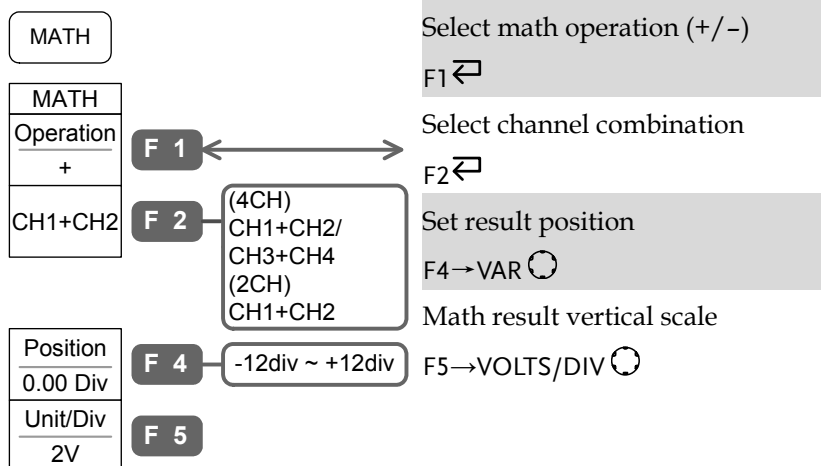 MATH
MATH
Operation
+
F 1
CH1+CH2
F 2
(4CH)
CH1+CH2/
CH3+CH4
(2CH)
CH1+CH2
Position
0.00 Div
F 4
-12div ~ +12div
Unit/Div
2V
F 5
Select math operation (+/–)
F1
Select channel combination
F2
Set result position
F4→VAR
Math result vertical scale
F5→VOLTS/DIV